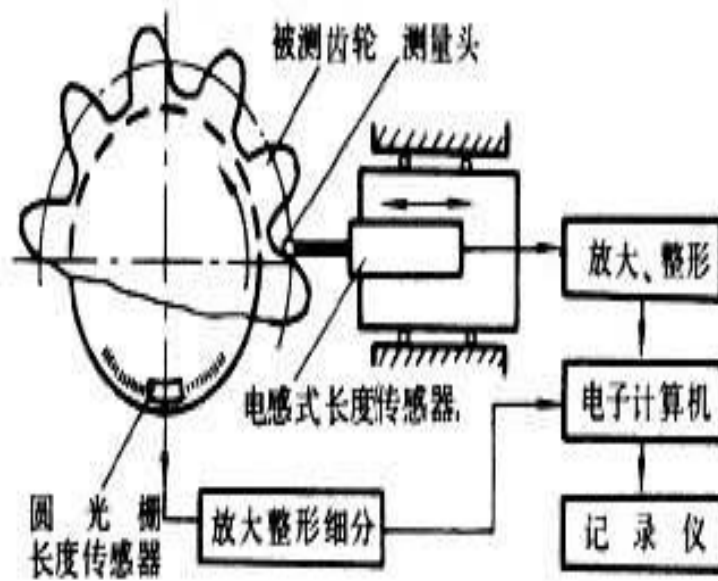 被测齿轮 测量头
放大、整形
电感式长度传感器
电子计算机
圆光栅
长度传感器
放大整形细分
记录仪